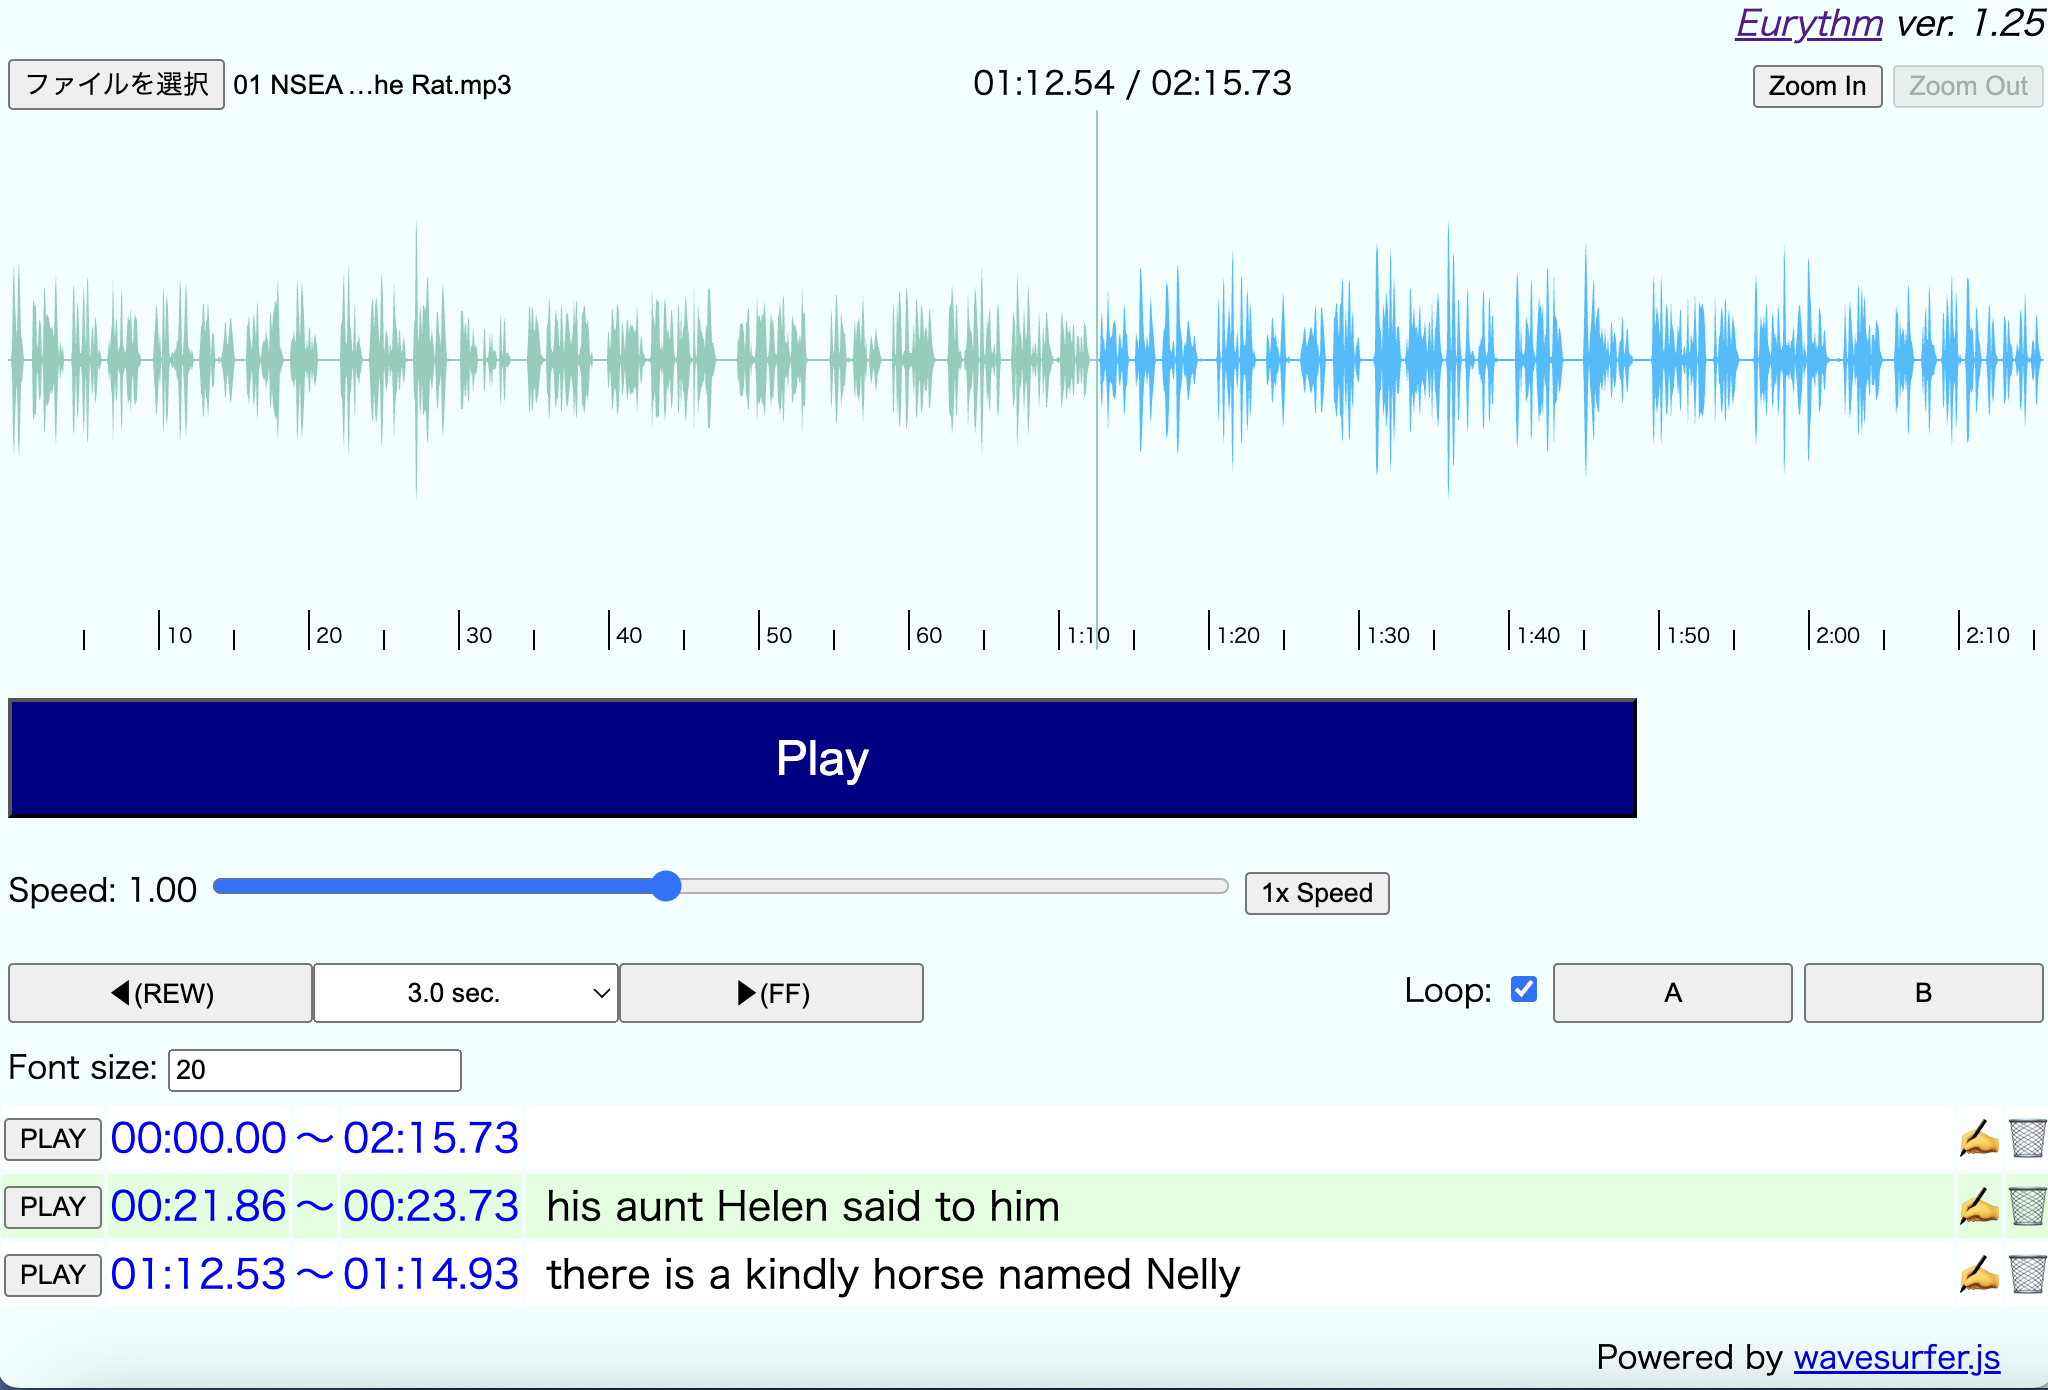 Eurythm ver. 1.25
ファイルを選択 01 NSEA ...he Rat.mp3 01:12.54 / 02:15.73 Zoom In Zoom Out
10 20 30 40 50 60 1:10 1:20 1:30 1:40 1:50 2:00 2:10
Play
Speed: 1.00 1x Speed
◀(REW) 3.0 sec. ▶(FF) Loop: A B
Font size: 20
PLAY 00:00.00 〜 02:15.73
PLAY 00:21.86 〜 00:23.73 his aunt Helen said to him
PLAY 01:12.53 〜 01:14.93 there is a kindly horse named Nelly
Powered by wavesurfer.js